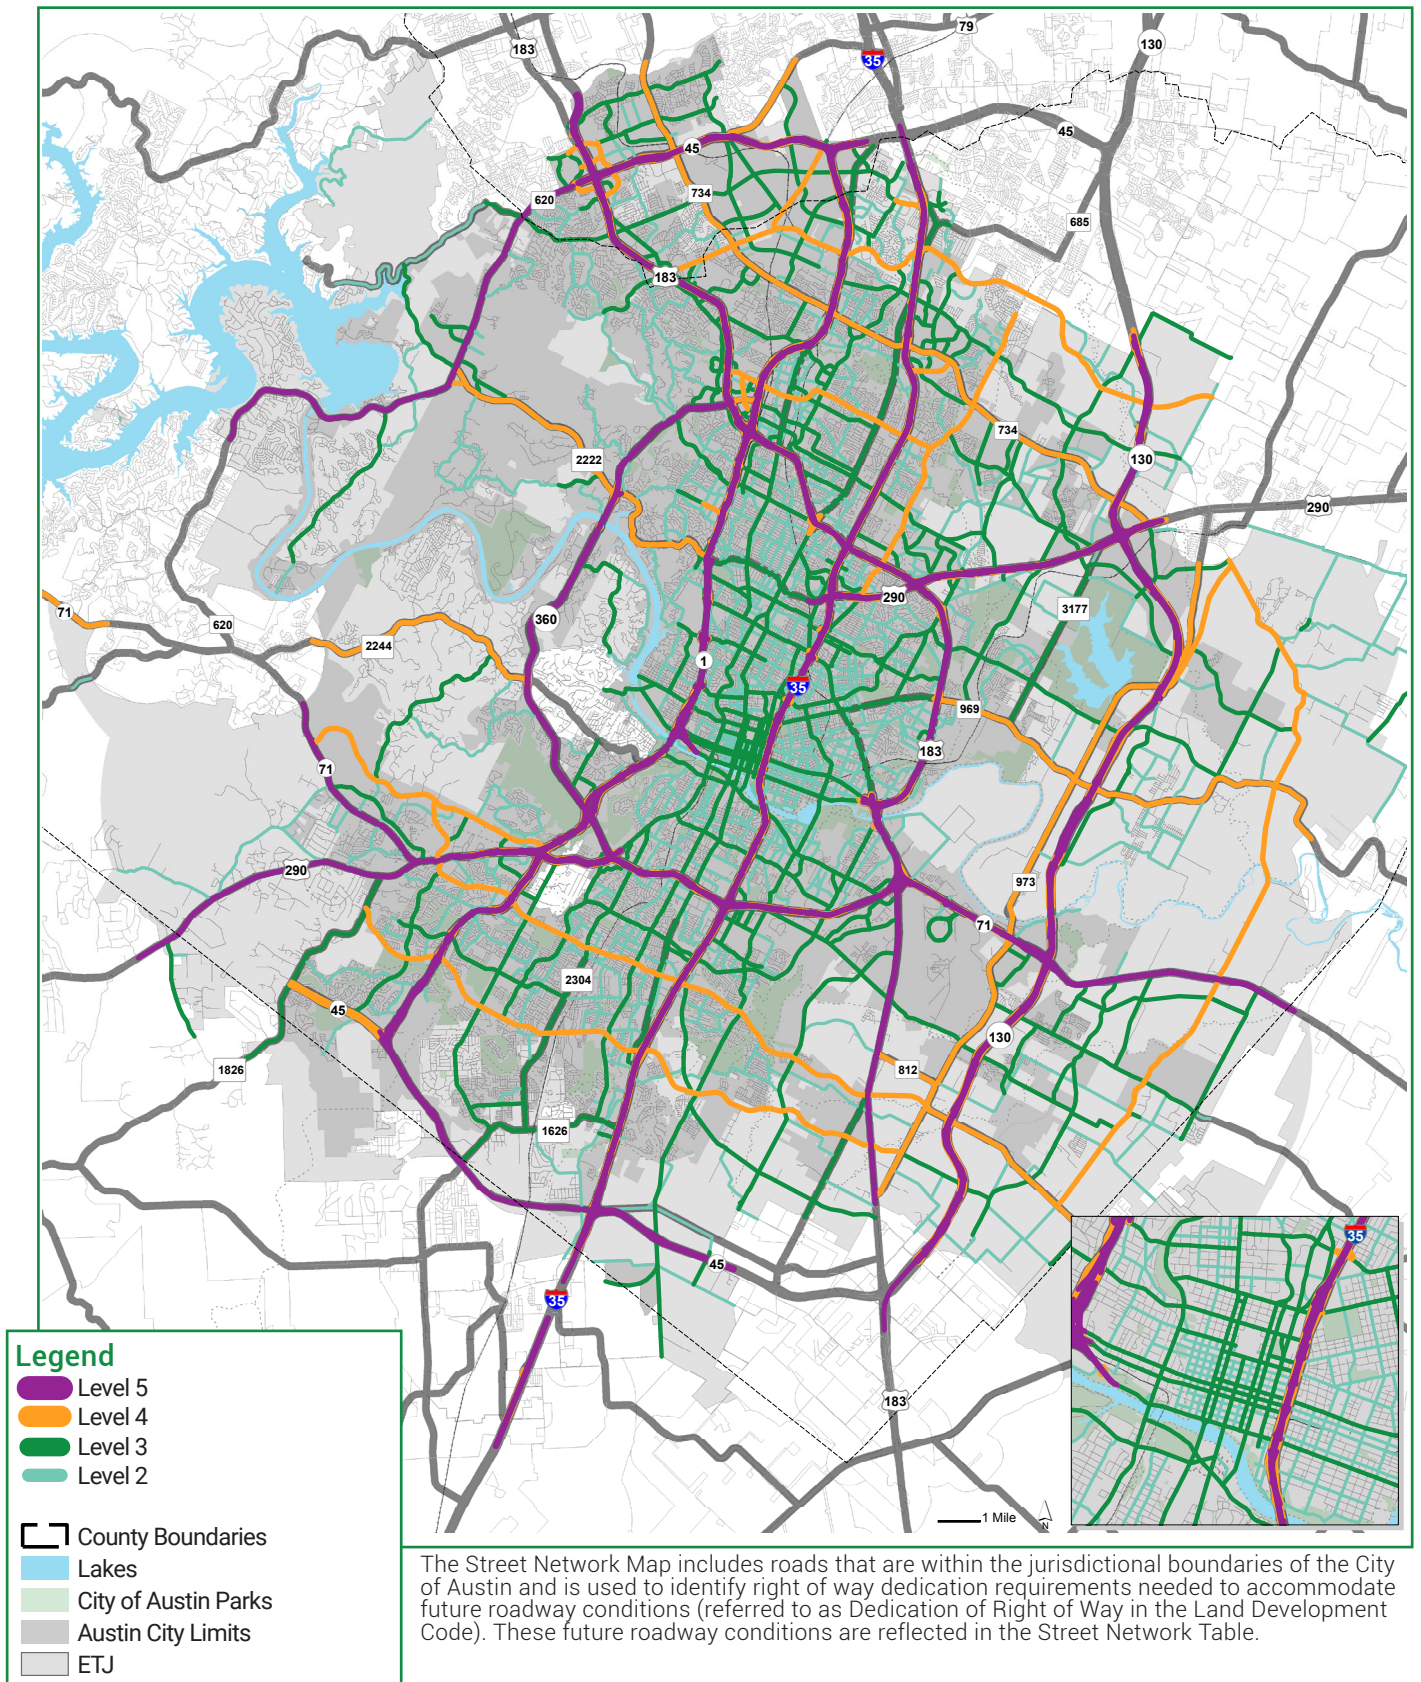 183
79
35
130
45
45
734
620
685
183
734
2222
130
290
71
620
2244
360
290
3177
1
35
969
183
71
290
973
71
2304
45
130
1826
812
1626
45
35
183
35
1 Mile
N
Legend
Level 5
Level 4
Level 3
Level 2
County Boundaries
Lakes
City of Austin Parks
Austin City Limits
ETJ
The Street Network Map includes roads that are within the jurisdictional boundaries of the City
of Austin and is used to identify right of way dedication requirements needed to accommodate
future roadway conditions (referred to as Dedication of Right of Way in the Land Development
Code). These future roadway conditions are reflected in the Street Network Table.